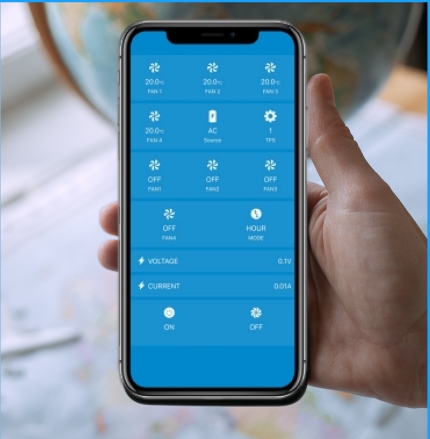 20.0°c 20.0°c 20.0°c
FAN 1 FAN 2 FAN 3
20.0°c AC 1
FAN 4 Source TPS
OFF OFF OFF
FAN1 FAN2 FAN3
OFF HOUR
FAN4 MODE
VOLTAGE 0.1V
CURRENT 0.01A
ON OFF